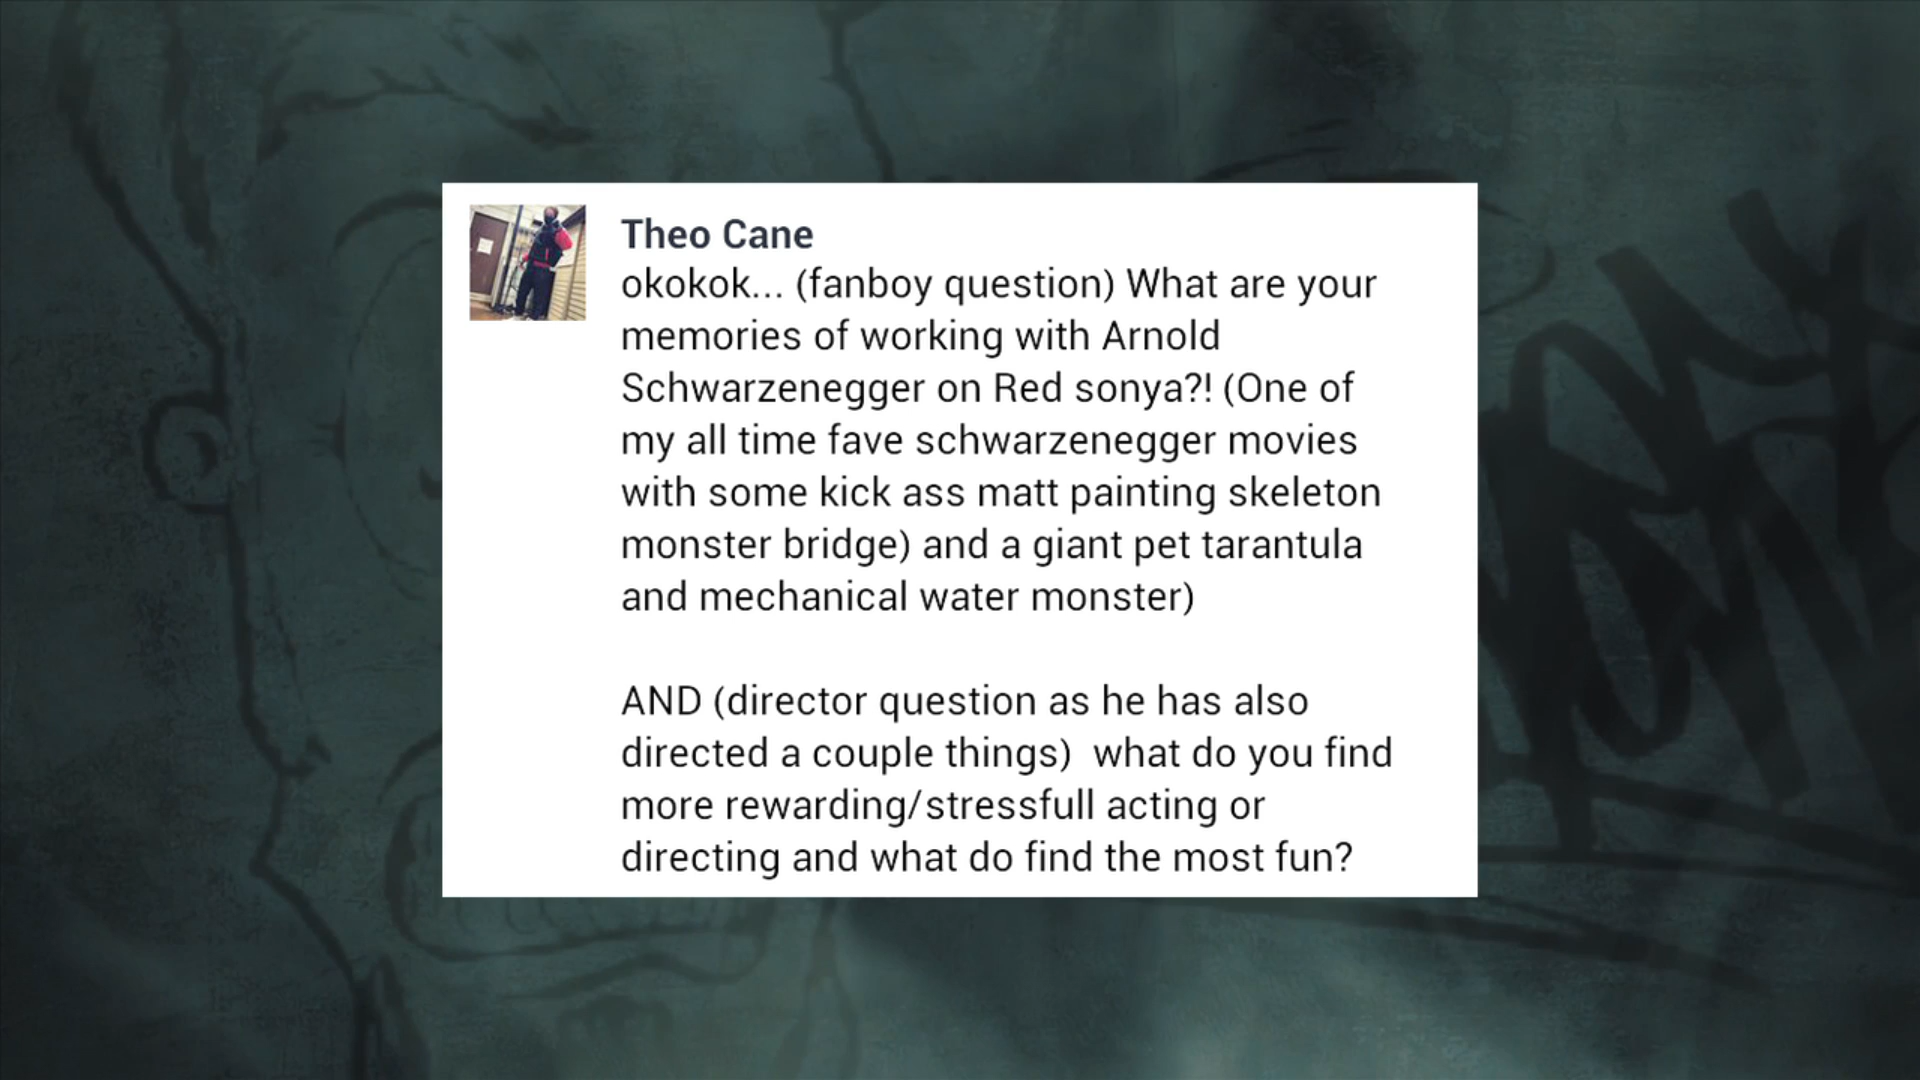 Theo Cane
okokok... (fanboy question) What are your
memories of working with Arnold
Schwarzenegger on Red sonya?! (One of
my all time fave schwarzenegger movies
with some kick ass matt painting skeleton
monster bridge) and a giant pet tarantula
and mechanical water monster)
AND (director question as he has also
directed a couple things)  what do you find
more rewarding/stressfull acting or
directing and what do find the most fun?